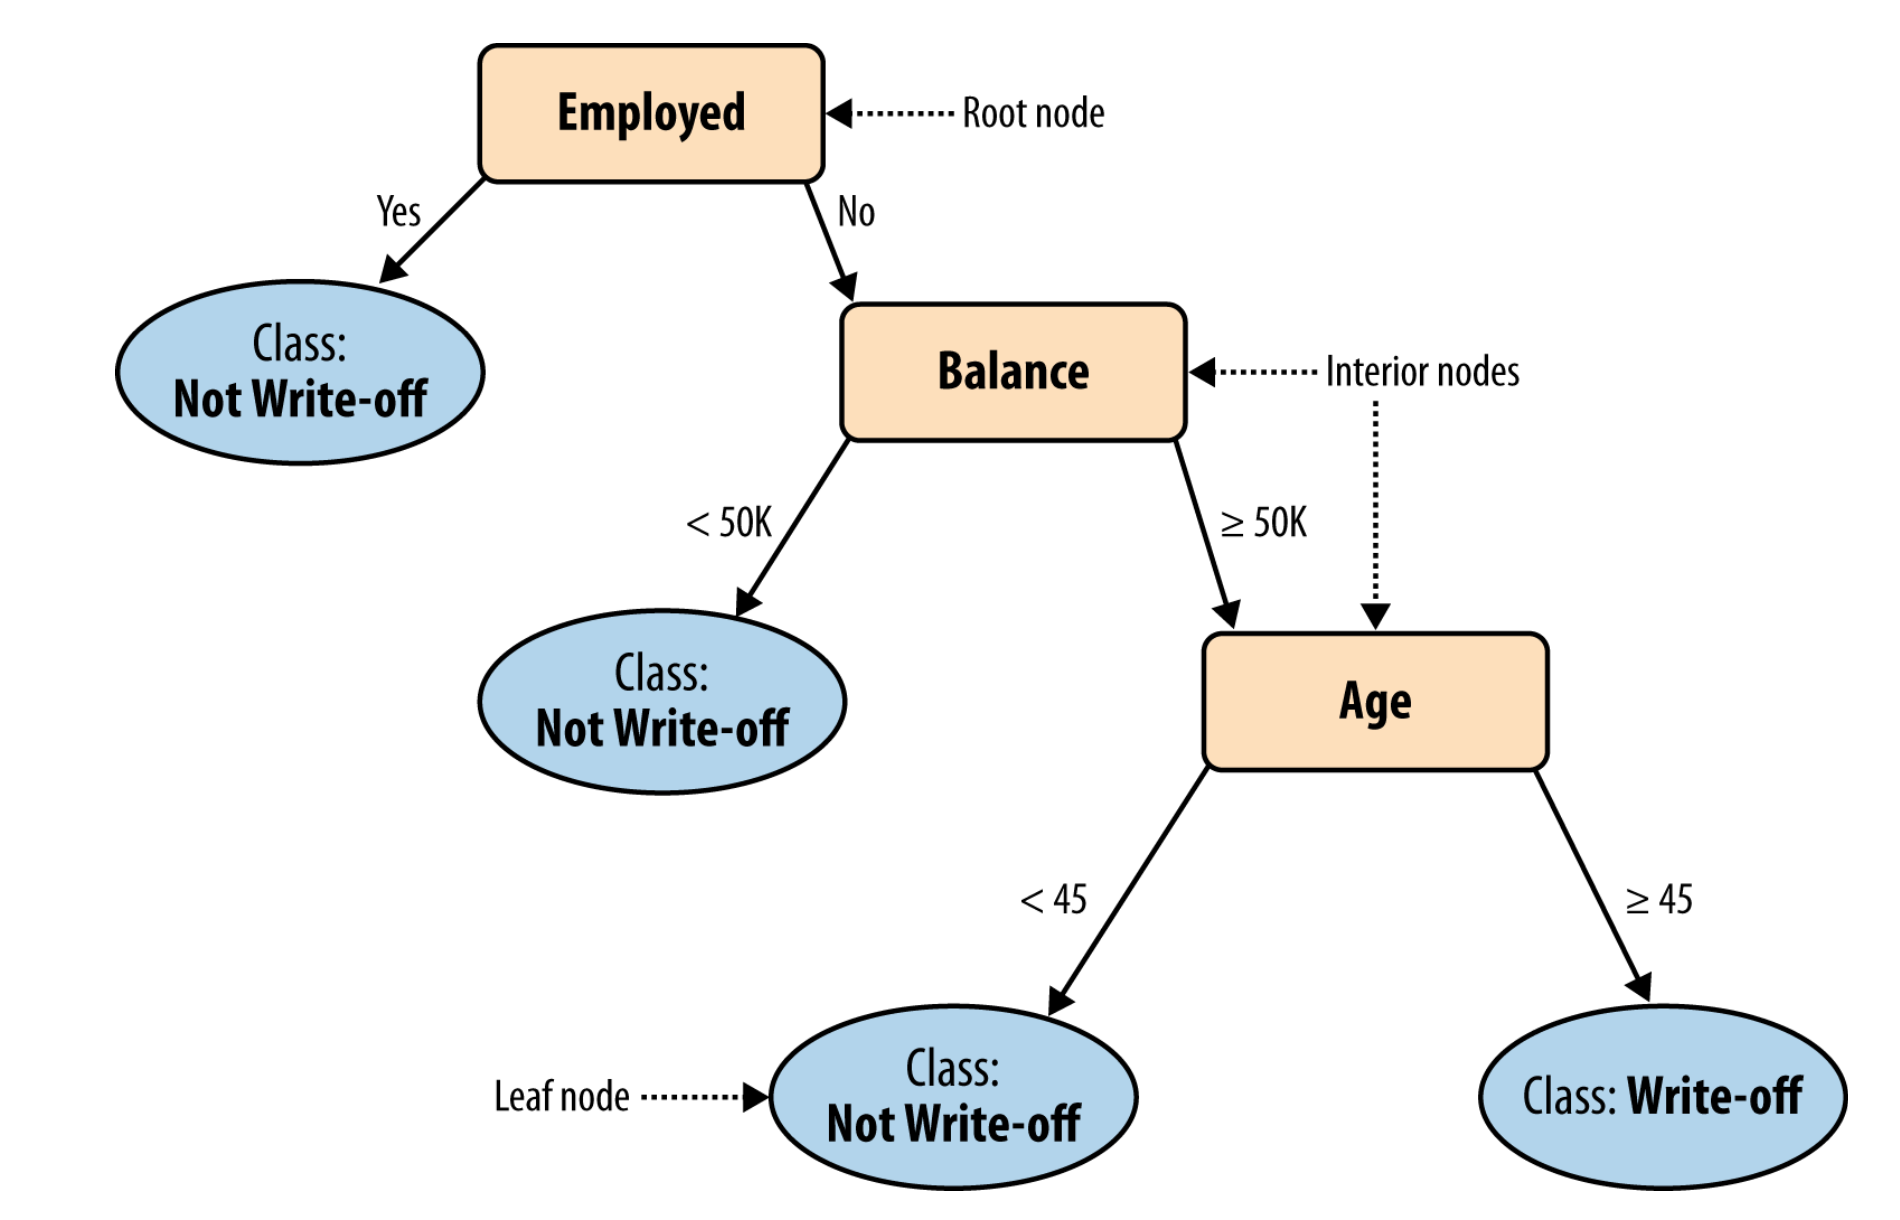 Employed
Root node
Yes
No
Class:
Not Write-off
Balance
Interior nodes
< 50K
≥ 50K
Class:
Not Write-off
Age
< 45
≥ 45
Leaf node
Class:
Not Write-off
Class: Write-off